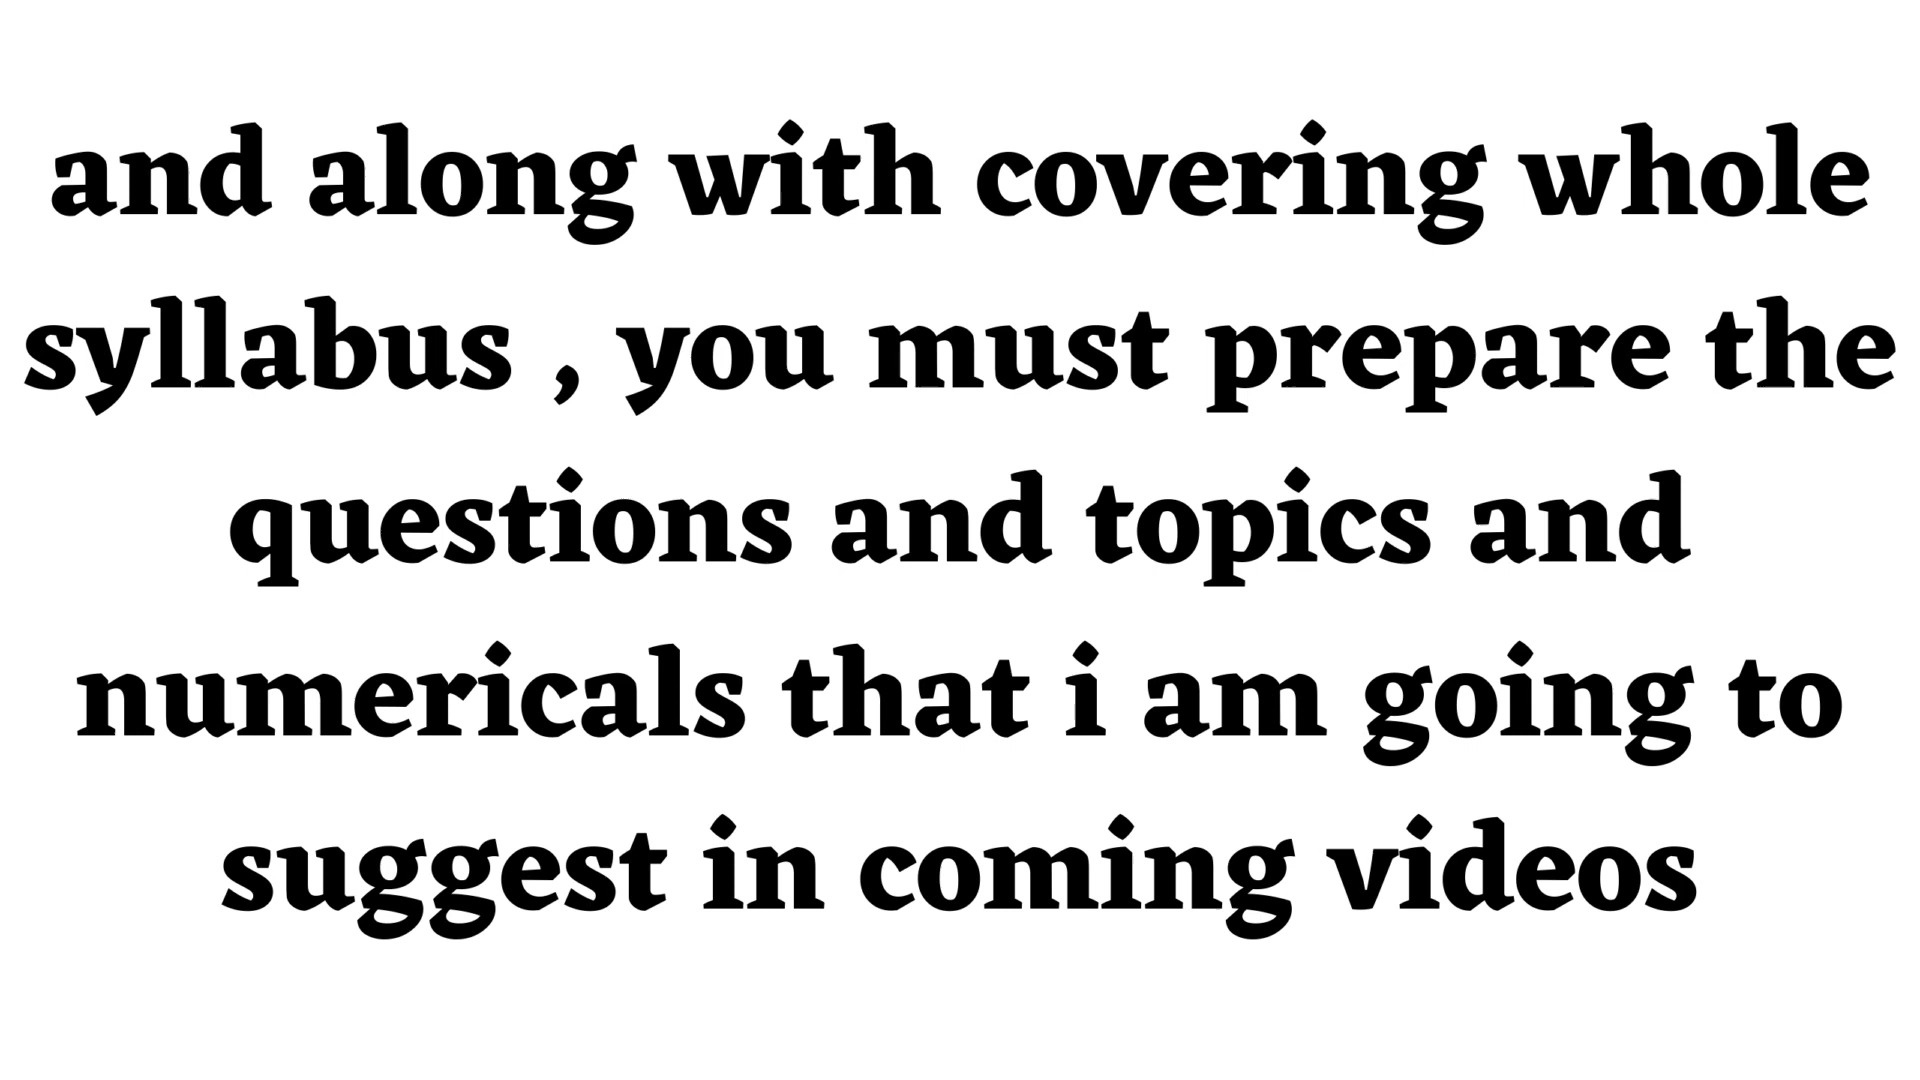 and along with covering whole
syllabus , you must prepare the
questions and topics and
numericals that i am going to
suggest in coming videos